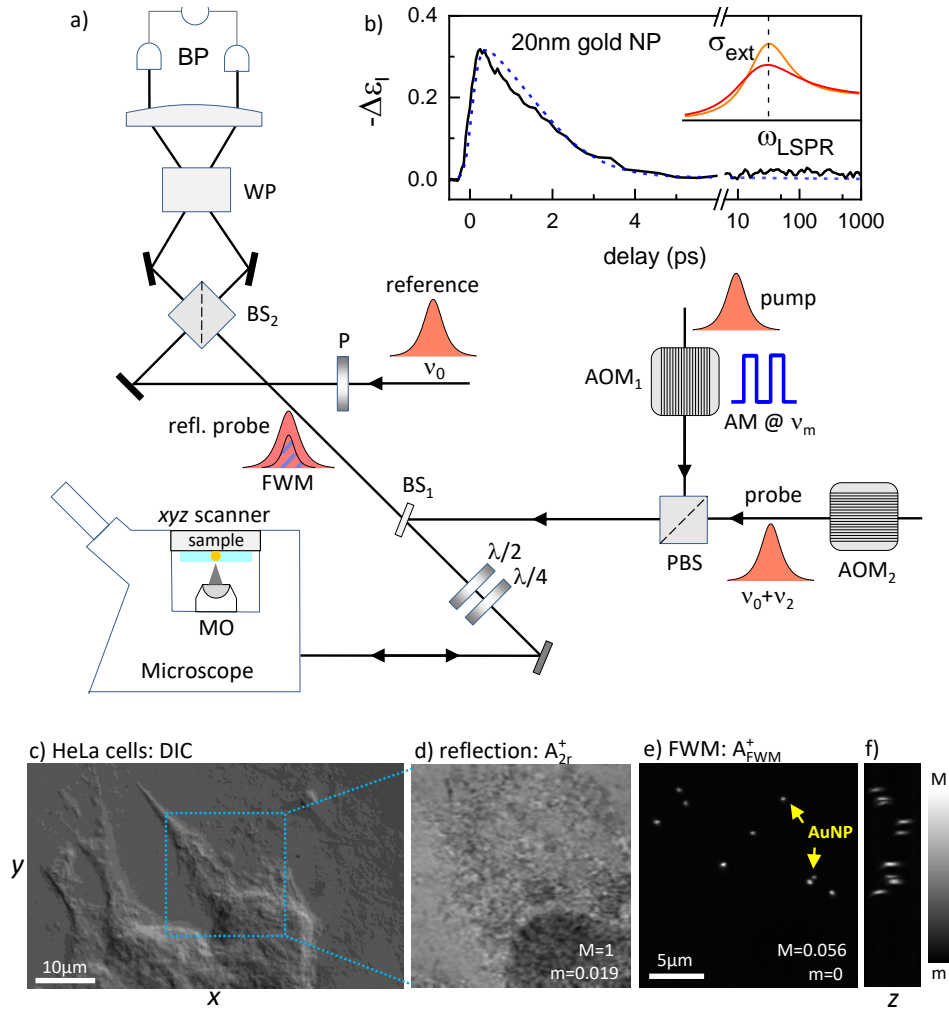 a)
BP
WP
BS₂
reference
P
ν₀
refl. probe
FWM
BS₁
xyz scanner
sample
MO
Microscope
λ/2
λ/4
pump
AOM₁
AM @ νₘ
probe
PBS
ν₀+ν₂
AOM₂
b)
20nm gold NP
σext
ωLSPR
-ΔεI
0.4
0.2
0.0
0 2 4 10 100 1000
delay (ps)
c) HeLa cells: DIC
y
10μm
x
d) reflection: A⁺₂ᵣ
M=1
m=0.019
e) FWM: A⁺FWM
AuNP
5μm
M=0.056
m=0
f)
z
M
m